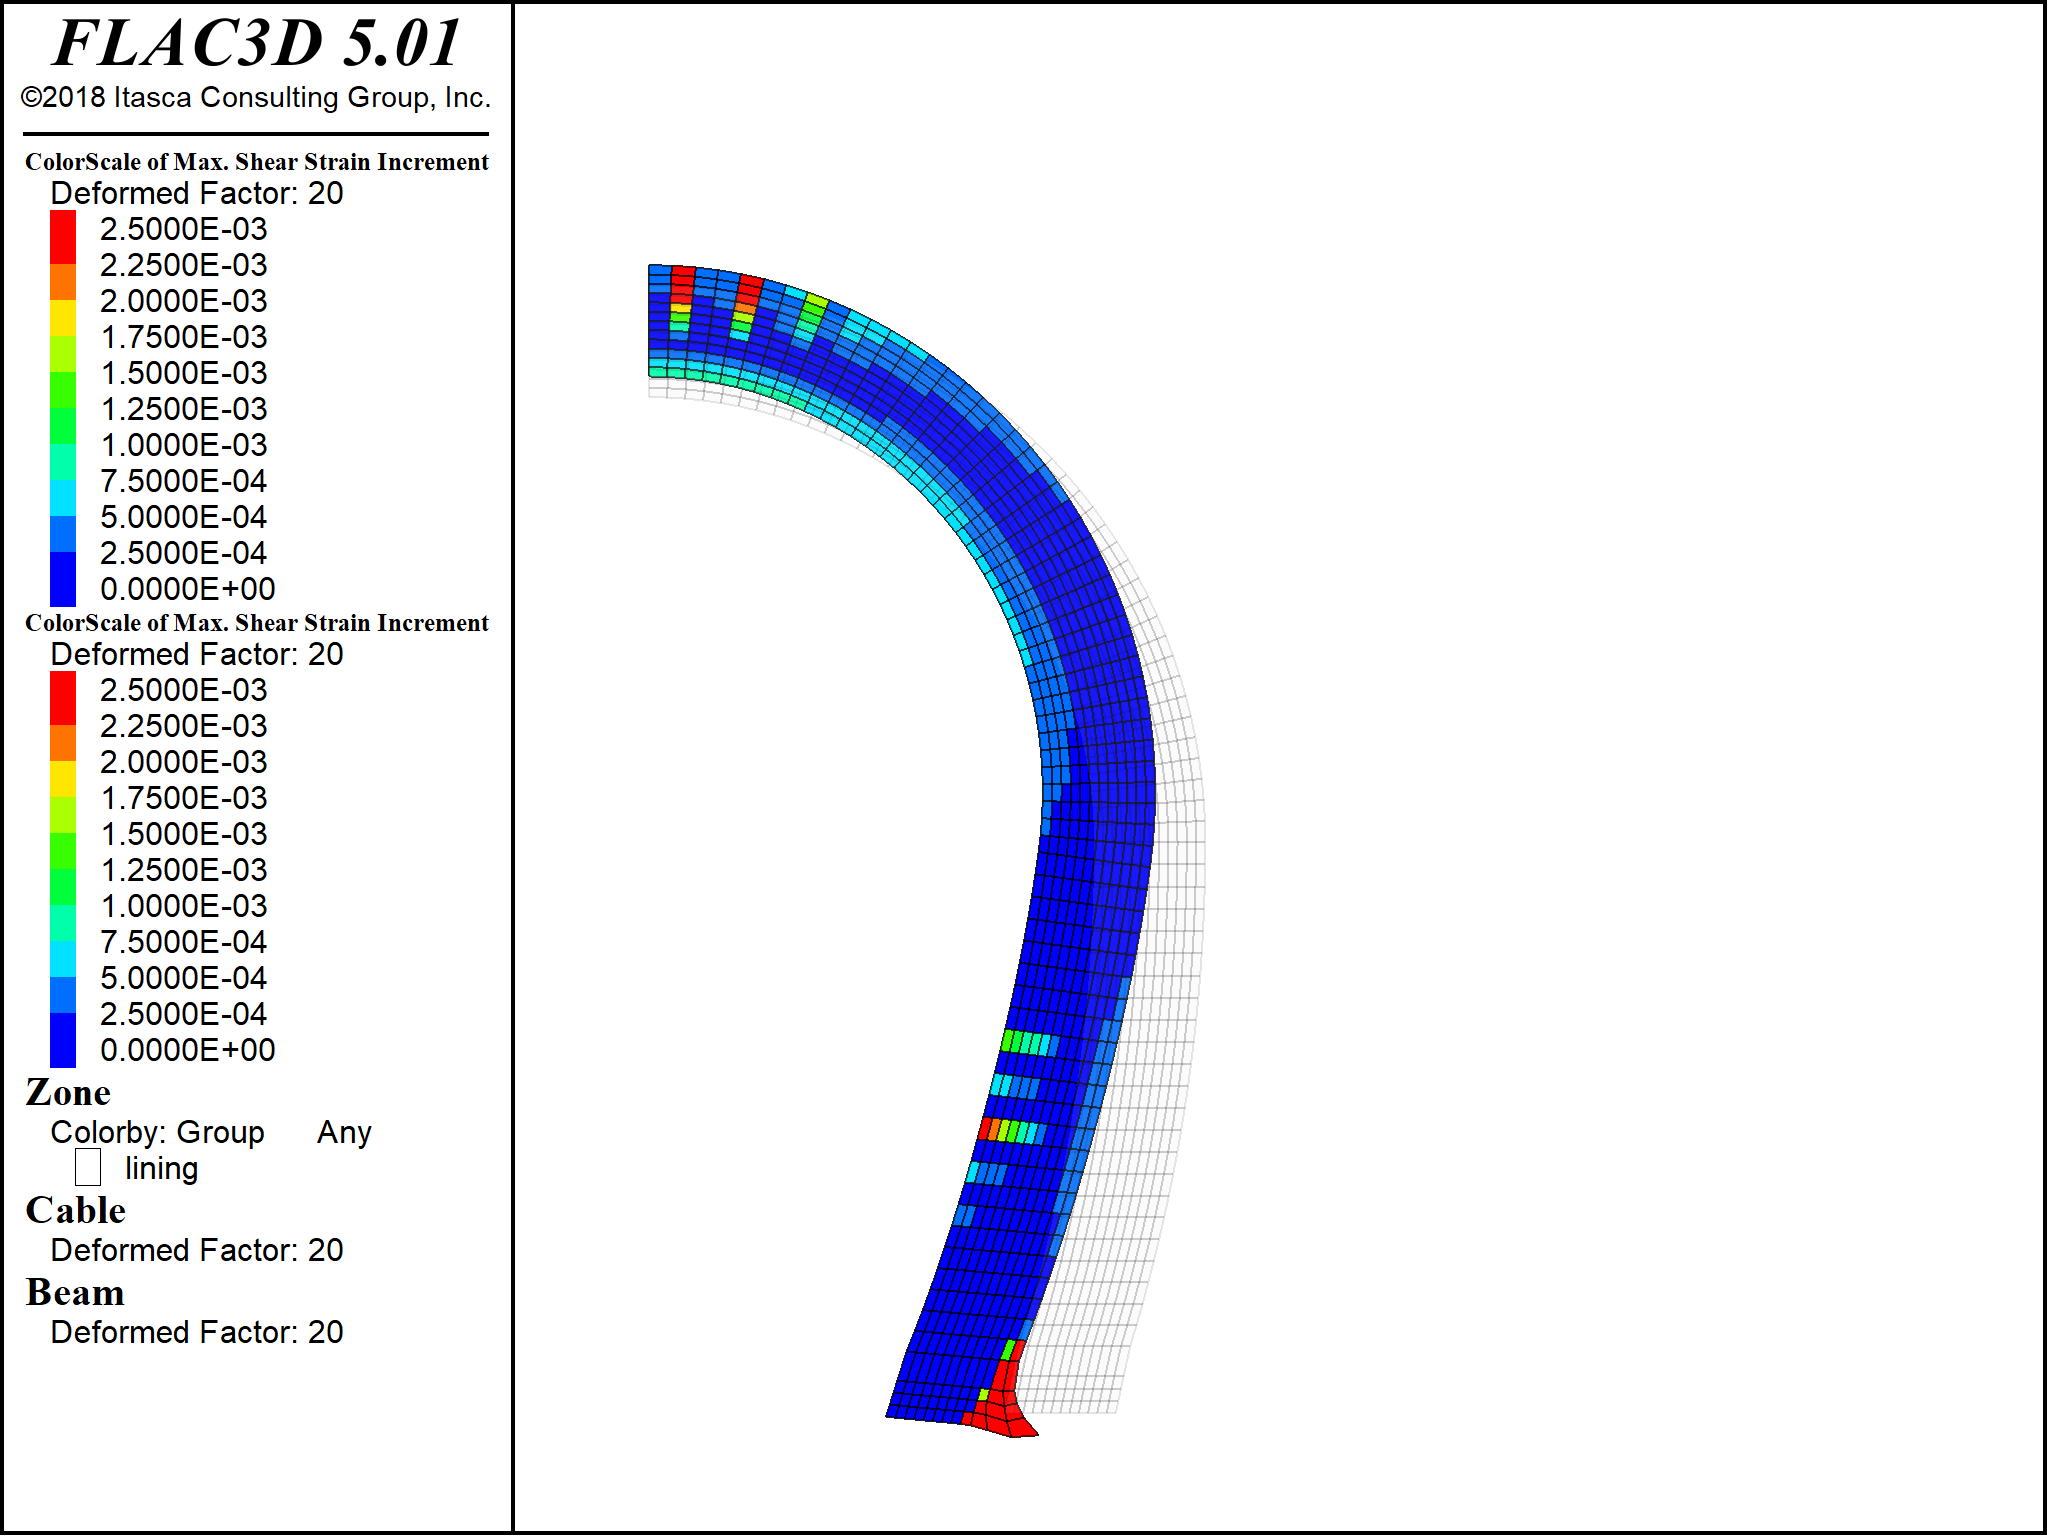 FLAC3D 5.01
©2018 Itasca Consulting Group, Inc.
ColorScale of Max. Shear Strain Increment
Deformed Factor: 20
2.5000E-03
2.2500E-03
2.0000E-03
1.7500E-03
1.5000E-03
1.2500E-03
1.0000E-03
7.5000E-04
5.0000E-04
2.5000E-04
0.0000E+00
ColorScale of Max. Shear Strain Increment
Deformed Factor: 20
2.5000E-03
2.2500E-03
2.0000E-03
1.7500E-03
1.5000E-03
1.2500E-03
1.0000E-03
7.5000E-04
5.0000E-04
2.5000E-04
0.0000E+00
Zone
Colorby: Group Any
lining
Cable
Deformed Factor: 20
Beam
Deformed Factor: 20